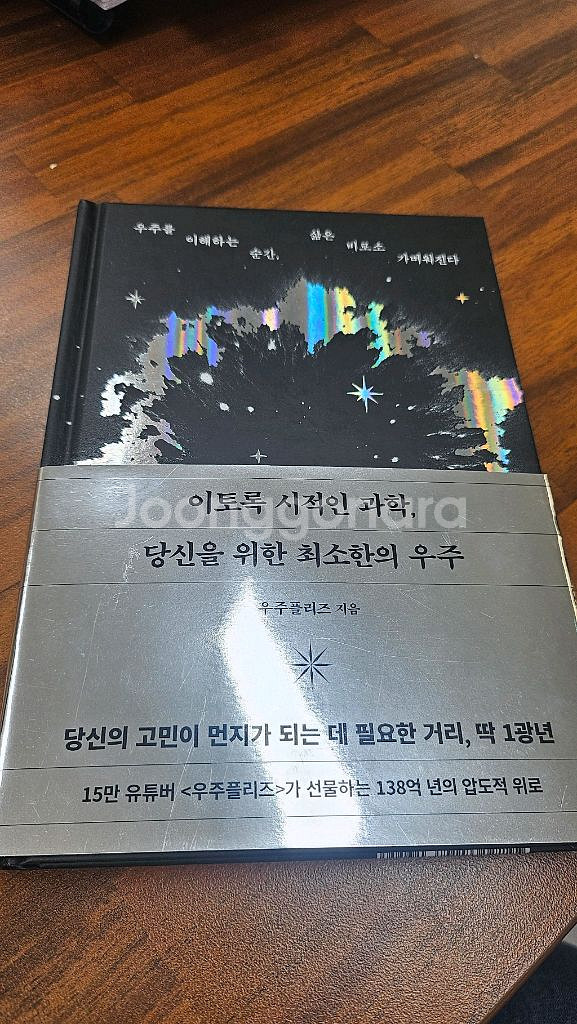 우주를 이해하는 순간, 삶은 비로소 가벼워진다
이토록 시적인 과학,
Joonggonara
당신을 위한 최소한의 우주
우주플리즈 지음
당신의 고민이 먼지가 되는 데 필요한 거리, 딱 1광년
15만 유튜버 <우주플리즈>가 선물하는 138억 년의 압도적 위로